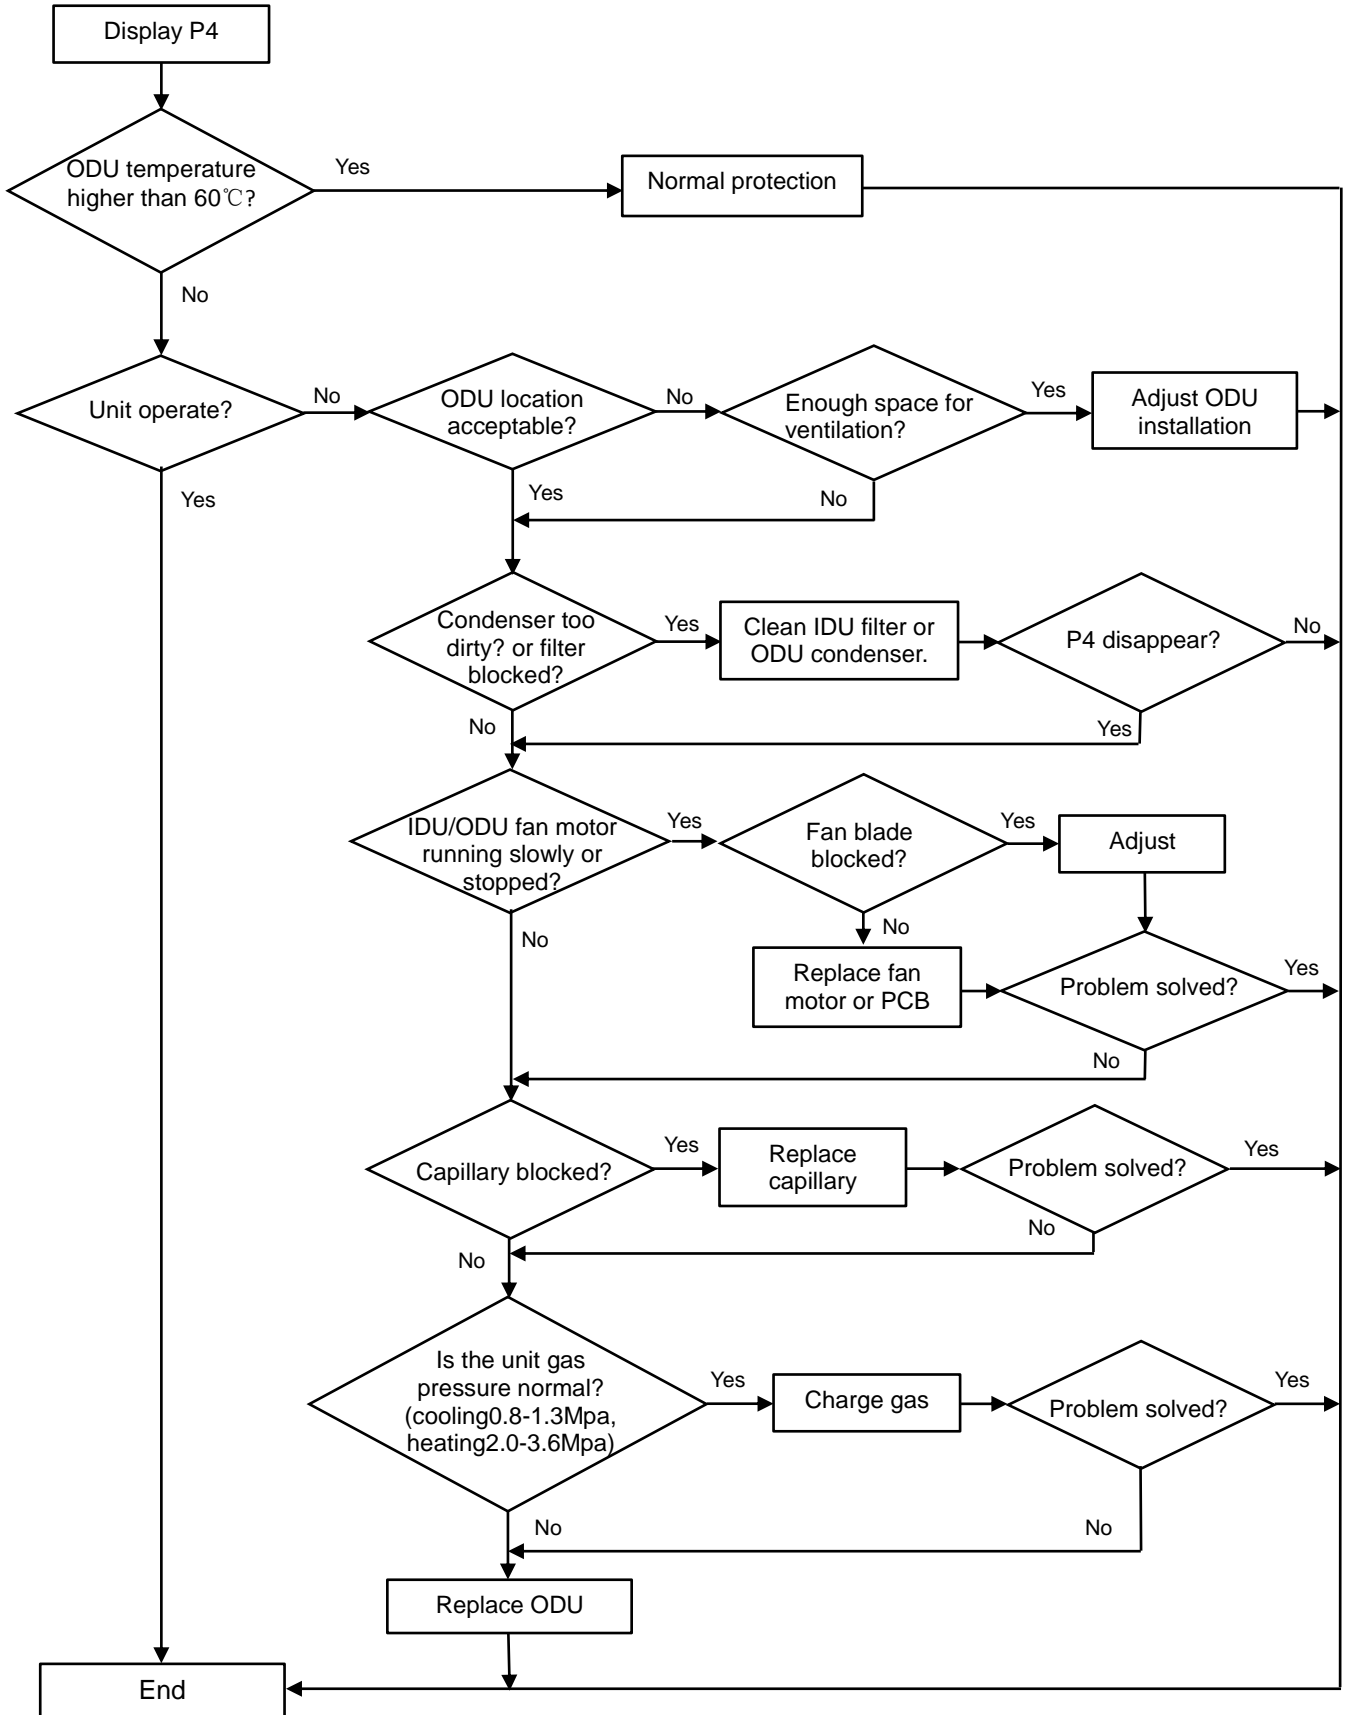 Display P4
ODU temperature
higher than 60℃?
Yes
Normal protection
No
Unit operate?
No
ODU location
acceptable?
No
Enough space for
ventilation?
Yes
Adjust ODU
installation
Yes
Yes
No
Condenser too
dirty? or filter
blocked?
Yes
Clean IDU filter or
ODU condenser.
P4 disappear?
No
No
Yes
IDU/ODU fan motor
running slowly or
stopped?
Yes
Fan blade
blocked?
Yes
Adjust
No
No
Replace fan
motor or PCB
Problem solved?
Yes
No
Capillary blocked?
Yes
Replace
capillary
Problem solved?
Yes
No
No
Is the unit gas
pressure normal?
(cooling0.8-1.3Mpa,
heating2.0-3.6Mpa)
Yes
Charge gas
Problem solved?
Yes
No
No
Replace ODU
End